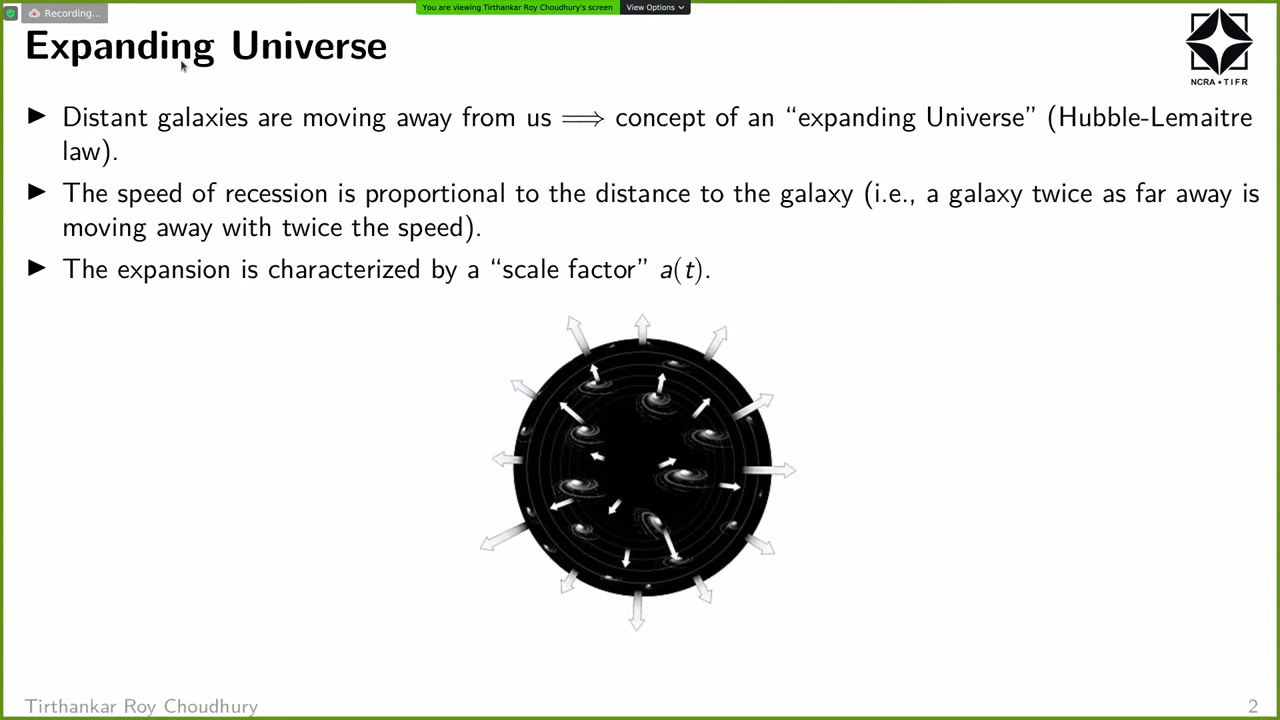 Recording...
You are viewing Tirthankar Roy Choudhury's screen
View Options
Expanding Universe
NCRA • TIFR
▶ Distant galaxies are moving away from us ⟹ concept of an “expanding Universe” (Hubble-Lemaitre
law).
▶ The speed of recession is proportional to the distance to the galaxy (i.e., a galaxy twice as far away is
moving away with twice the speed).
▶ The expansion is characterized by a “scale factor” a(t).
Tirthankar Roy Choudhury
2